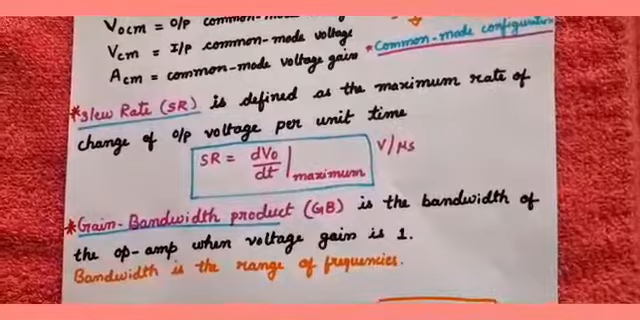 Vocm = O/P common-mode
Vcm = I/P common-mode voltage
Acm = common-mode voltage gain *Common-mode configuration
*Slew Rate (SR) is defined as the maximum rate of
change of o/p voltage per unit time
SR = dVo/dt | maximum V/μs
*Gain-Bandwidth product (GB) is the bandwidth of
the op-amp when voltage gain is 1.
Bandwidth is the range of frequencies.